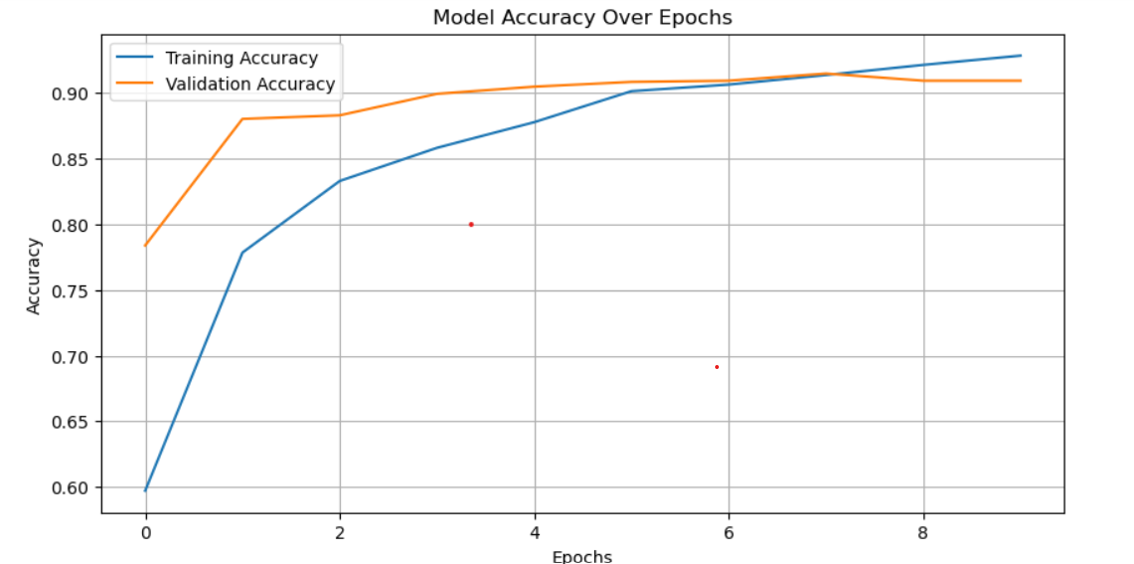 Model Accuracy Over Epochs
Training Accuracy
Validation Accuracy
0.90
0.85
0.80
0.75
0.70
0.65
0.60
Accuracy
0 2 4 6 8
Epochs